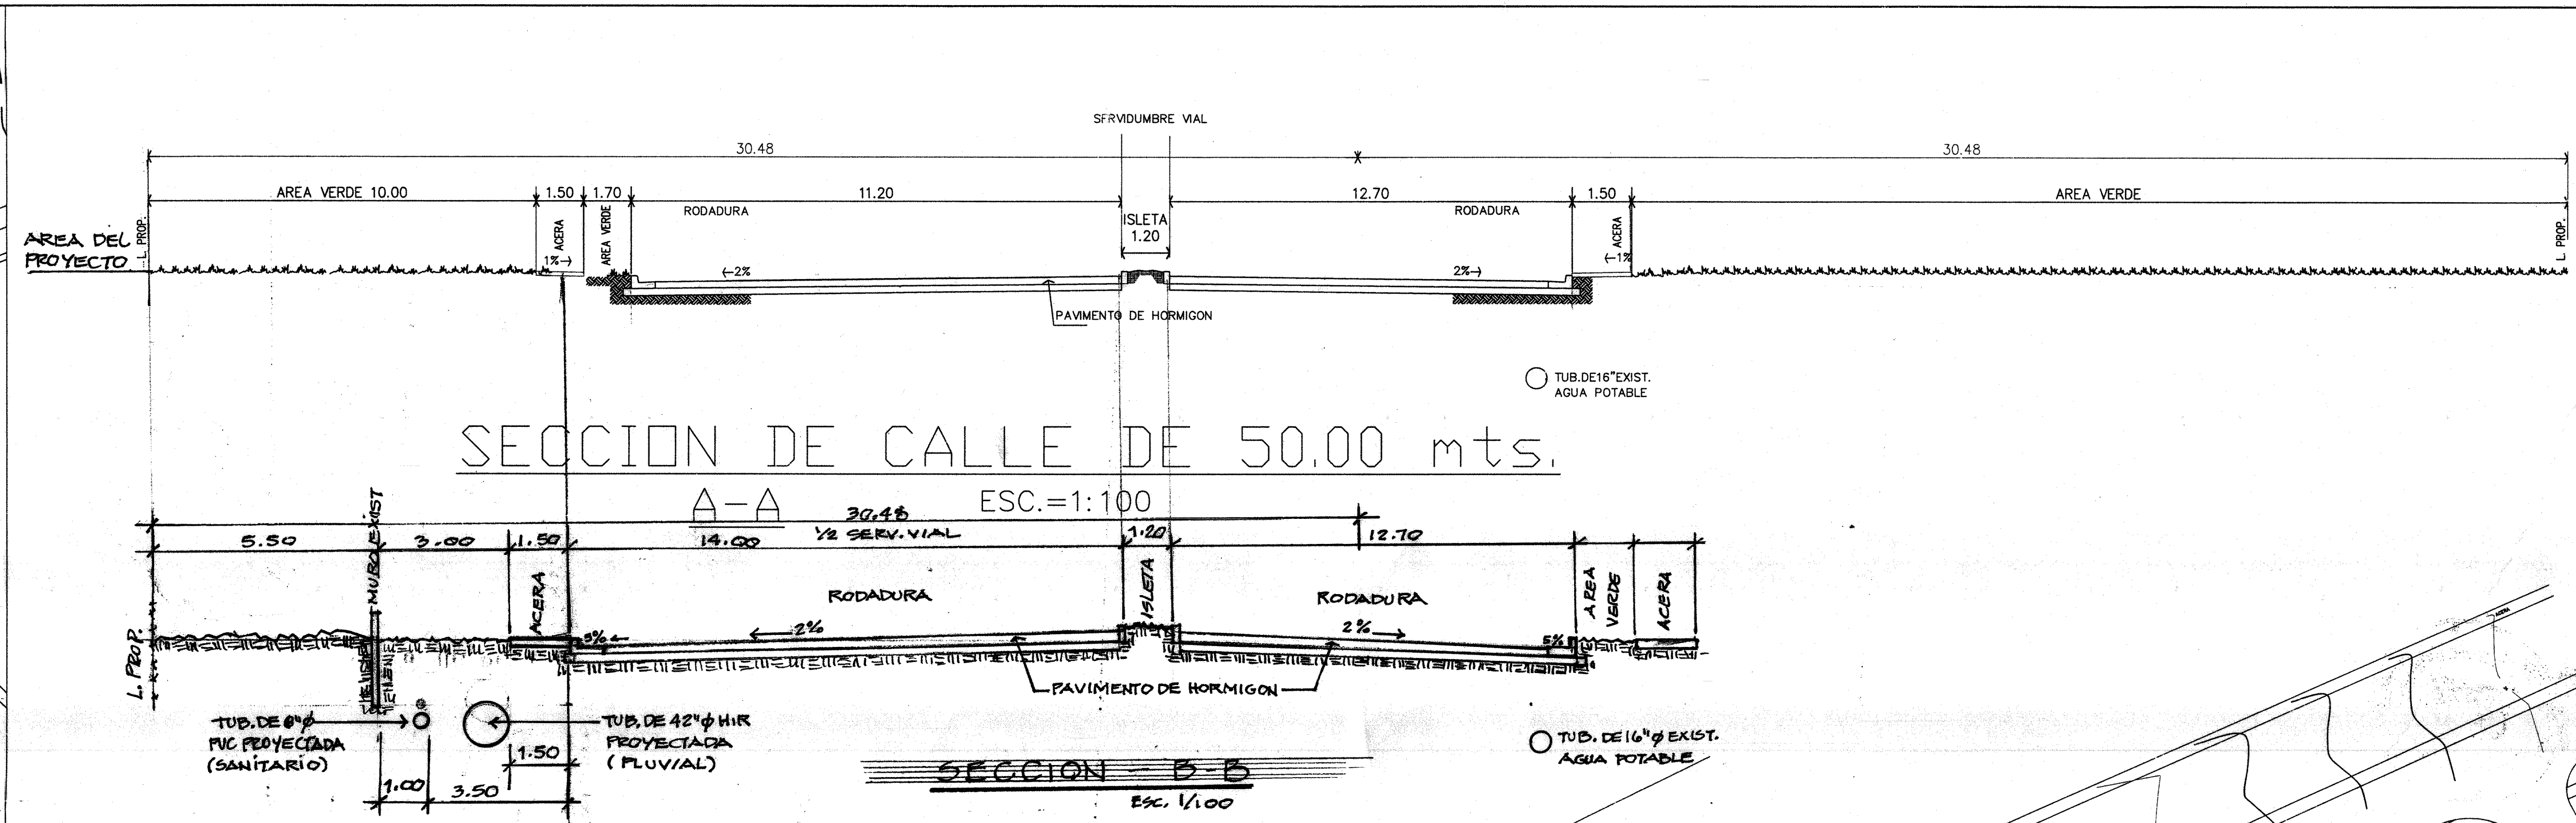 SERVIDUMBRE VIAL
30.48
30.48
AREA VERDE 10.00
1.50
1.70
11.20
12.70
1.50
AREA VERDE
RODADURA
RODADURA
ISLETA
1.20
L PROP.
ACERA
AREA VERDE
ACERA
L PROP.
AREA DEL
PROYECTO
1%
2%
2%
1%
PAVIMENTO DE HORMIGON
TUB.DE16"EXIST.
AGUA POTABLE
SECCION DE CALLE DE 50.00 mts.
A-A
ESC.=1:100
30.48
1/2 SERV. VIAL
5.50
3.00
1.50
14.00
1.20
12.70
MURO EXIST
ACERA
RODADURA
ISLETA
RODADURA
AREA
VERDE
ACERA
L. PROP.
5%
2%
2%
5%
PAVIMENTO DE HORMIGON
TUB. DE 6"φ
PVC PROYECTADA
(SANITARIO)
TUB. DE 42"φ H.R
PROYECTADA
(PLUVIAL)
1.50
1.00
3.50
TUB. DE 16"φ EXIST.
AGUA POTABLE
SECCION - B-B
ESC. 1/100
ACERA